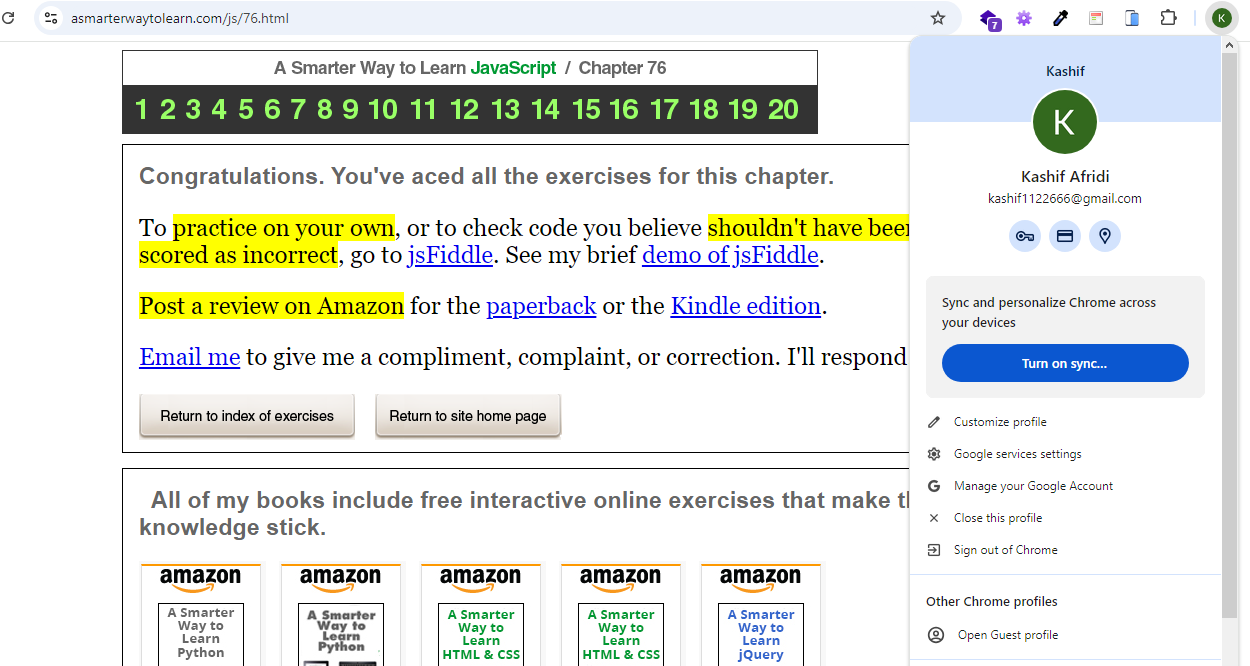 asmarterwaytolearn.com/js/76.html
7
K
A Smarter Way to Learn JavaScript / Chapter 76
1 2 3 4 5 6 7 8 9 10 11 12 13 14 15 16 17 18 19 20
Congratulations. You've aced all the exercises for this chapter.
To practice on your own, or to check code you believe shouldn't have been
scored as incorrect, go to jsFiddle. See my brief demo of jsFiddle.
Post a review on Amazon for the paperback or the Kindle edition.
Email me to give me a compliment, complaint, or correction. I'll respond
Return to index of exercises
Return to site home page
All of my books include free interactive online exercises that make th
knowledge stick.
amazon amazon amazon amazon amazon
A Smarter
Way to
Learn
Python
A Smarter
Way to
Learn
Python
A Smarter
Way to
Learn
HTML & CSS
A Smarter
Way to
Learn
HTML & CSS
A Smarter
Way to
Learn
jQuery
Kashif
K
Kashif Afridi
kashif1122666@gmail.com
Sync and personalize Chrome across
your devices
Turn on sync...
Customize profile
Google services settings
G
Manage your Google Account
Close this profile
Sign out of Chrome
Other Chrome profiles
Open Guest profile